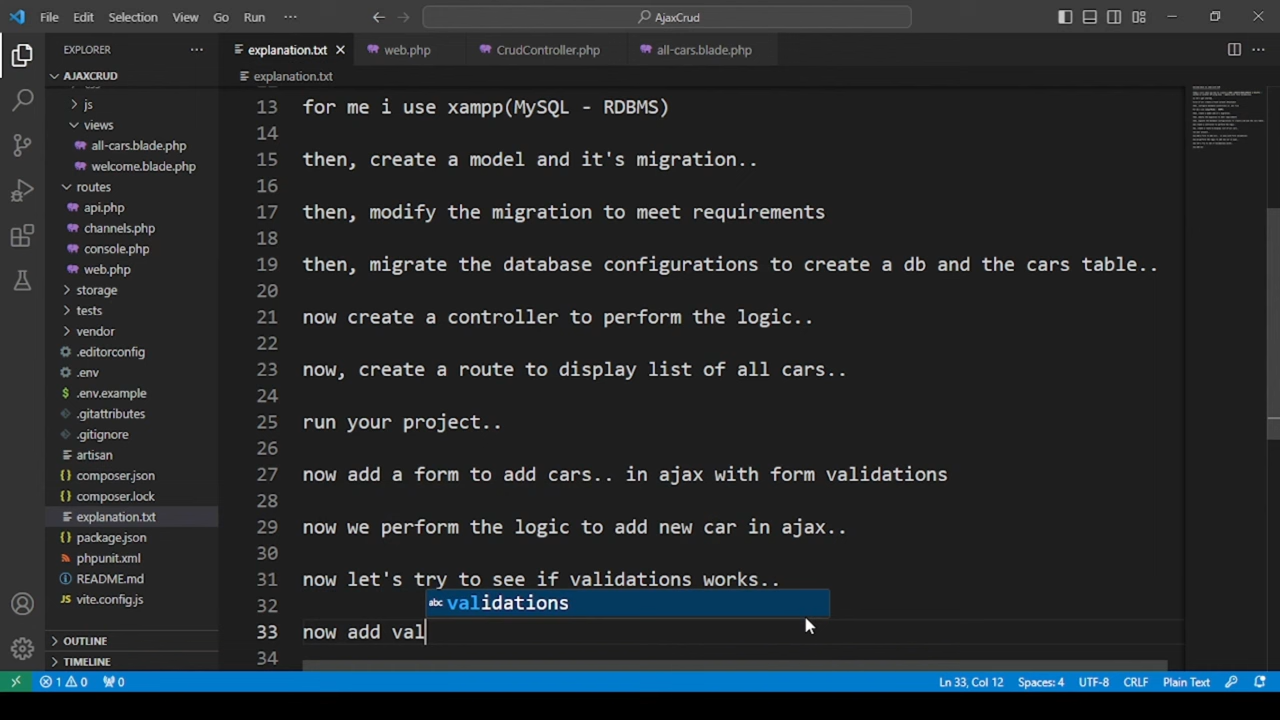 File Edit Selection View Go Run ··· AjaxCrud
EXPLORER ···
explanation.txt web.php CrudController.php all-cars.blade.php ···
AJAXCRUD
explanation.txt
js
views
all-cars.blade.php
welcome.blade.php
routes
api.php
channels.php
console.php
web.php
storage
tests
vendor
.editorconfig
.env
$ .env.example
.gitattributes
.gitignore
artisan
{} composer.json
{} composer.lock
explanation.txt
{} package.json
phpunit.xml
README.md
vite.config.js
OUTLINE
TIMELINE
13 for me i use xampp(MySQL - RDBMS)
14
15 then, create a model and it's migration..
16
17 then, modify the migration to meet requirements
18
19 then, migrate the database configurations to create a db and the cars table..
20
21 now create a controller to perform the logic..
22
23 now, create a route to display list of all cars..
24
25 run your project..
26
27 now add a form to add cars.. in ajax with form validations
28
29 now we perform the logic to add new car in ajax..
30
31 now let's try to see if validations works..
32
abc validations
33 now add val
34
1 0 0 Ln 33, Col 12 Spaces: 4 UTF-8 CRLF Plain Text